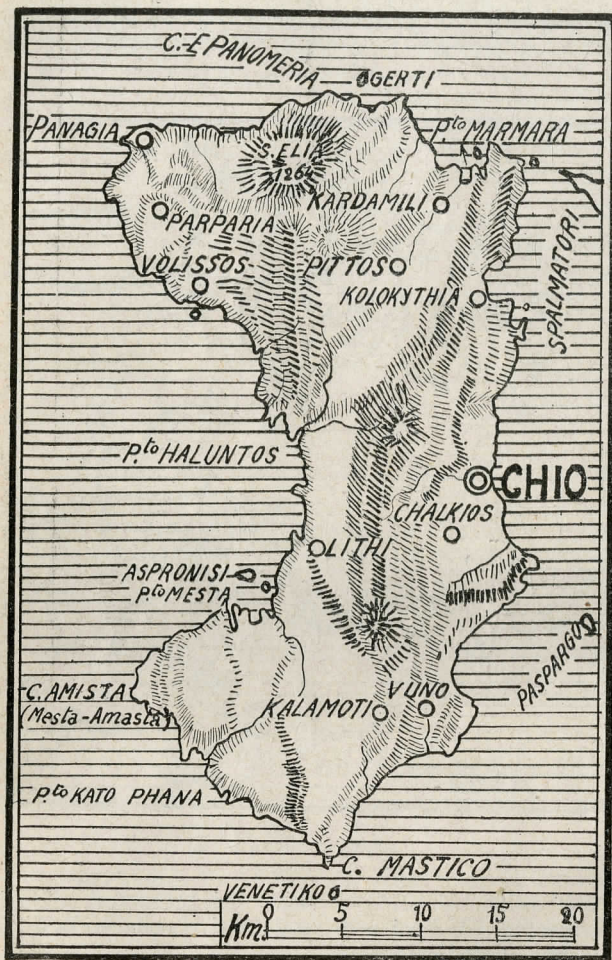 C. EPANOMERIA
GERTI
PANAGIA
P.to MARMARA
S. ELIA
1264
KARDAMILI
PARPARIA
SPALMATORI
VOLISSOS
PITTOS
KOLOKYTHIA
P.to HALUNTOS
CHIO
CHALKIOS
LITHI
ASPRONISI
P.to MESTA
PASPARGO
C. AMISTA
(Mesta-Amasta)
KALAMOTI
VUNO
P.to KATO PHANA
C. MASTICO
VENETIKO
Km. 0 5 10 15 20